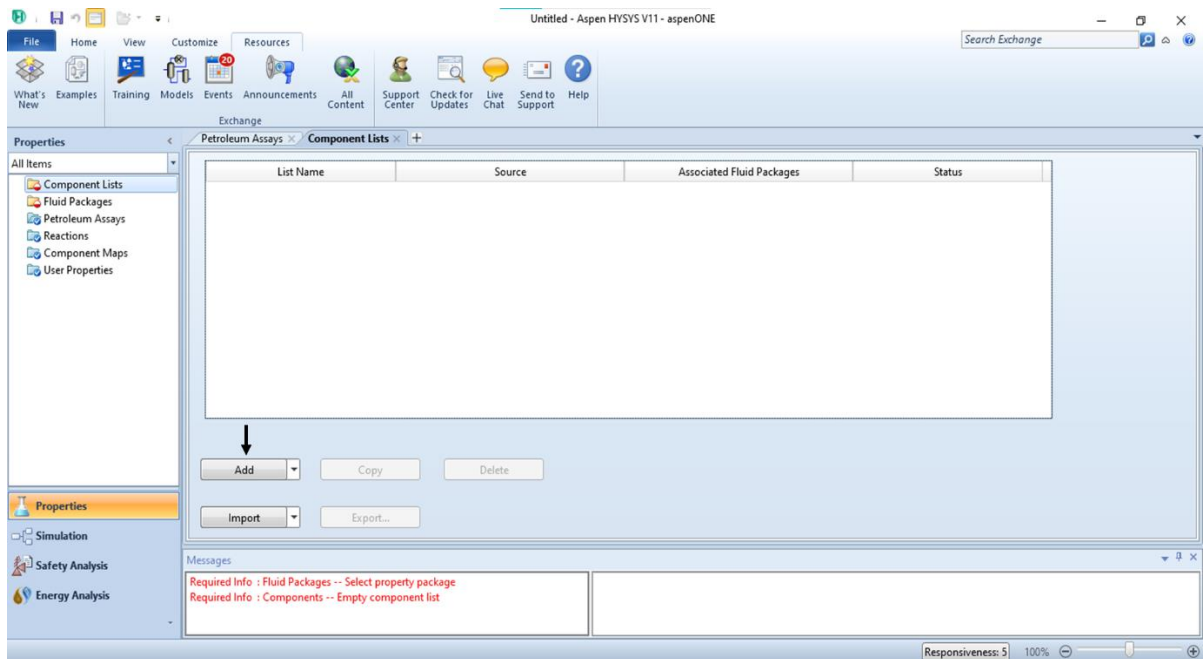 Untitled - Aspen HYSYS V11 - aspenONE
File Home View Customize Resources
Search Exchange
What's New
Examples
Training
Models
20
Events
Announcements
All Content
Support Center
Check for Updates
Live Chat
Send to Support
Help
Exchange
Properties
Petroleum Assays
Component Lists
All Items
Component Lists
Fluid Packages
Petroleum Assays
Reactions
Component Maps
User Properties
List Name Source Associated Fluid Packages Status
Add Copy Delete
Import Export...
Properties
Simulation
Safety Analysis
Energy Analysis
Messages
Required Info : Fluid Packages -- Select property package
Required Info : Components -- Empty component list
Responsiveness: 5 100%